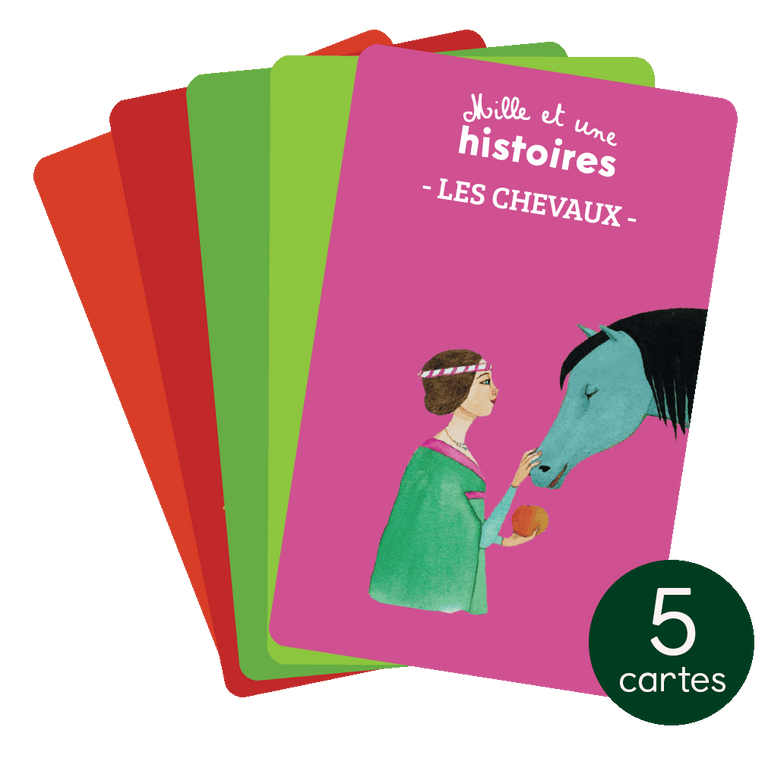 Mille et une
histoires
- LES CHEVAUX -
5
cartes